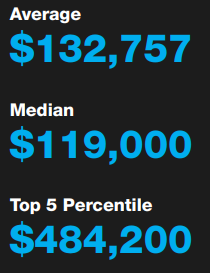 Average
$132,757
Median
$119,000
Top 5 Percentile
$484,200